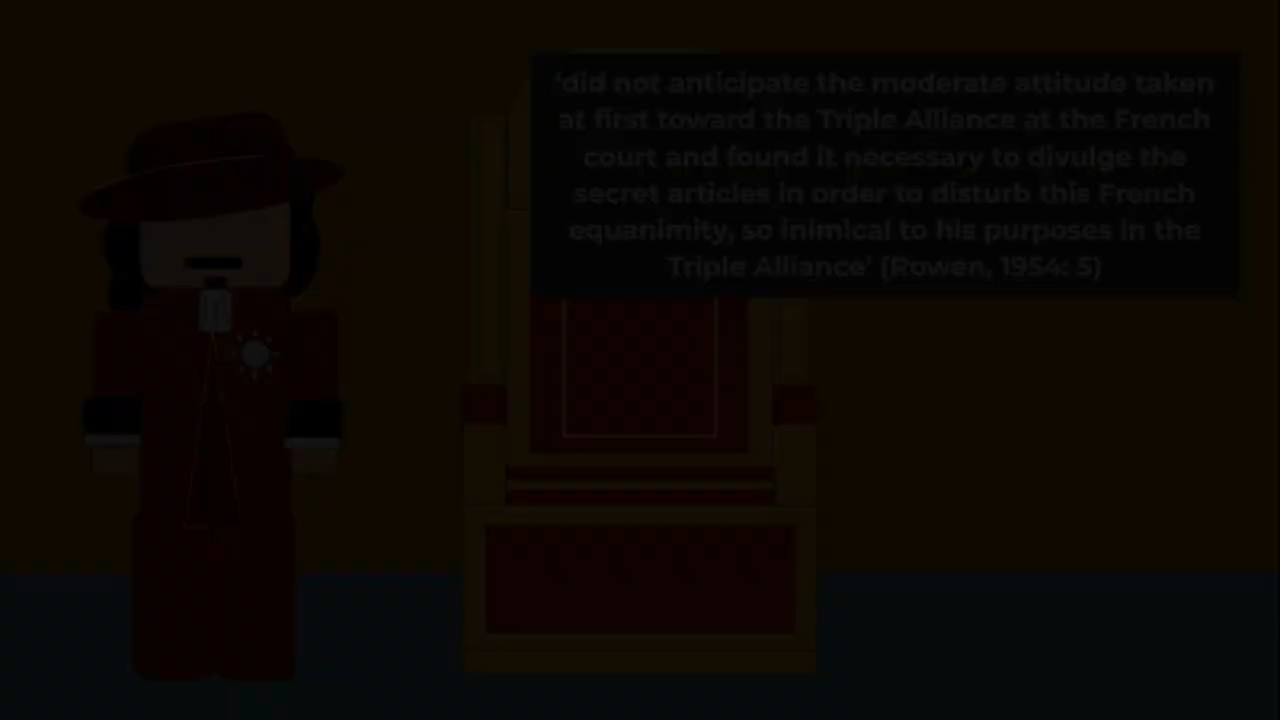 'did not anticipate the moderate attitude taken
at first toward the Triple Alliance at the French
court and found it necessary to divulge the
secret articles in order to disturb this French
equanimity, so inimical to his purposes in the
Triple Alliance' (Rowen, 1954: 5)